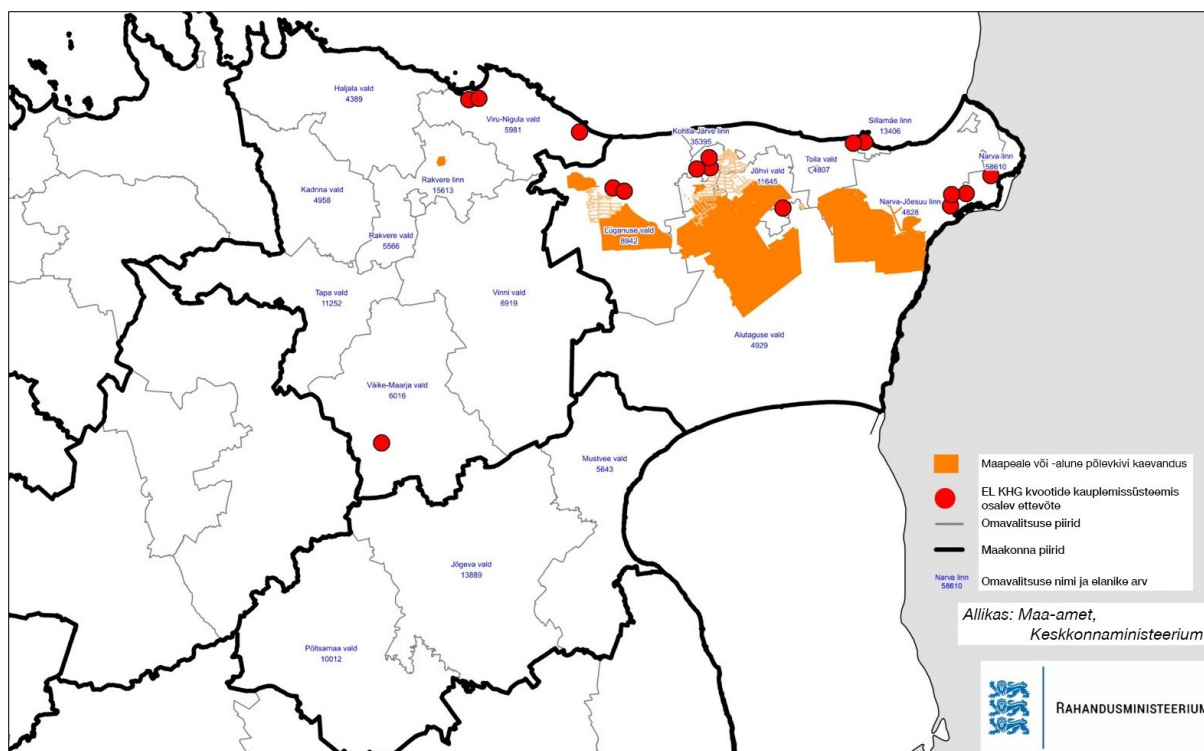 Haljala vald
4389
Viru-Nigula vald
5981
Kohtla-Järve linn
35395
Sillamäe linn
13406
Toila vald
4807
Narva linn
58610
Jõhvi vald
11645
Kadrina vald
4958
Rakvere linn
15613
Narva-Jõesuu linn
4828
Rakvere vald
5566
Lüganuse vald
8942
Tapa vald
11252
Vinni vald
6919
Alutaguse vald
4929
Väike-Maarja vald
6016
Mustvee vald
5643
Jõgeva vald
13889
Põltsamaa vald
10012
Maapeale või -alune põlevkivi kaevandus
EL KHG kvootide kauplemissüsteemis
osalev ettevõte
Omavalitsuse piirid
Maakonna piirid
Narva linn
58610
Omavalitsuse nimi ja elanike arv
Allikas: Maa-amet,
Keskkonnaministeerium
RAHANDUSMINISTEERIUM